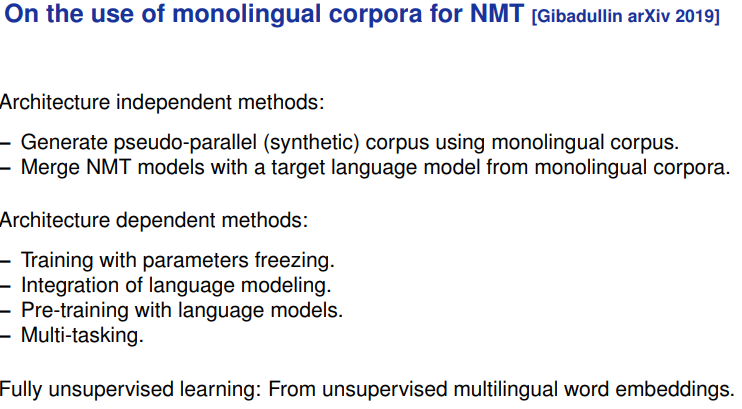 On the use of monolingual corpora for NMT [Gibadullin arXiv 2019]
Architecture independent methods:
– Generate pseudo-parallel (synthetic) corpus using monolingual corpus.
– Merge NMT models with a target language model from monolingual corpora.
Architecture dependent methods:
– Training with parameters freezing.
– Integration of language modeling.
– Pre-training with language models.
– Multi-tasking.
Fully unsupervised learning: From unsupervised multilingual word embeddings.